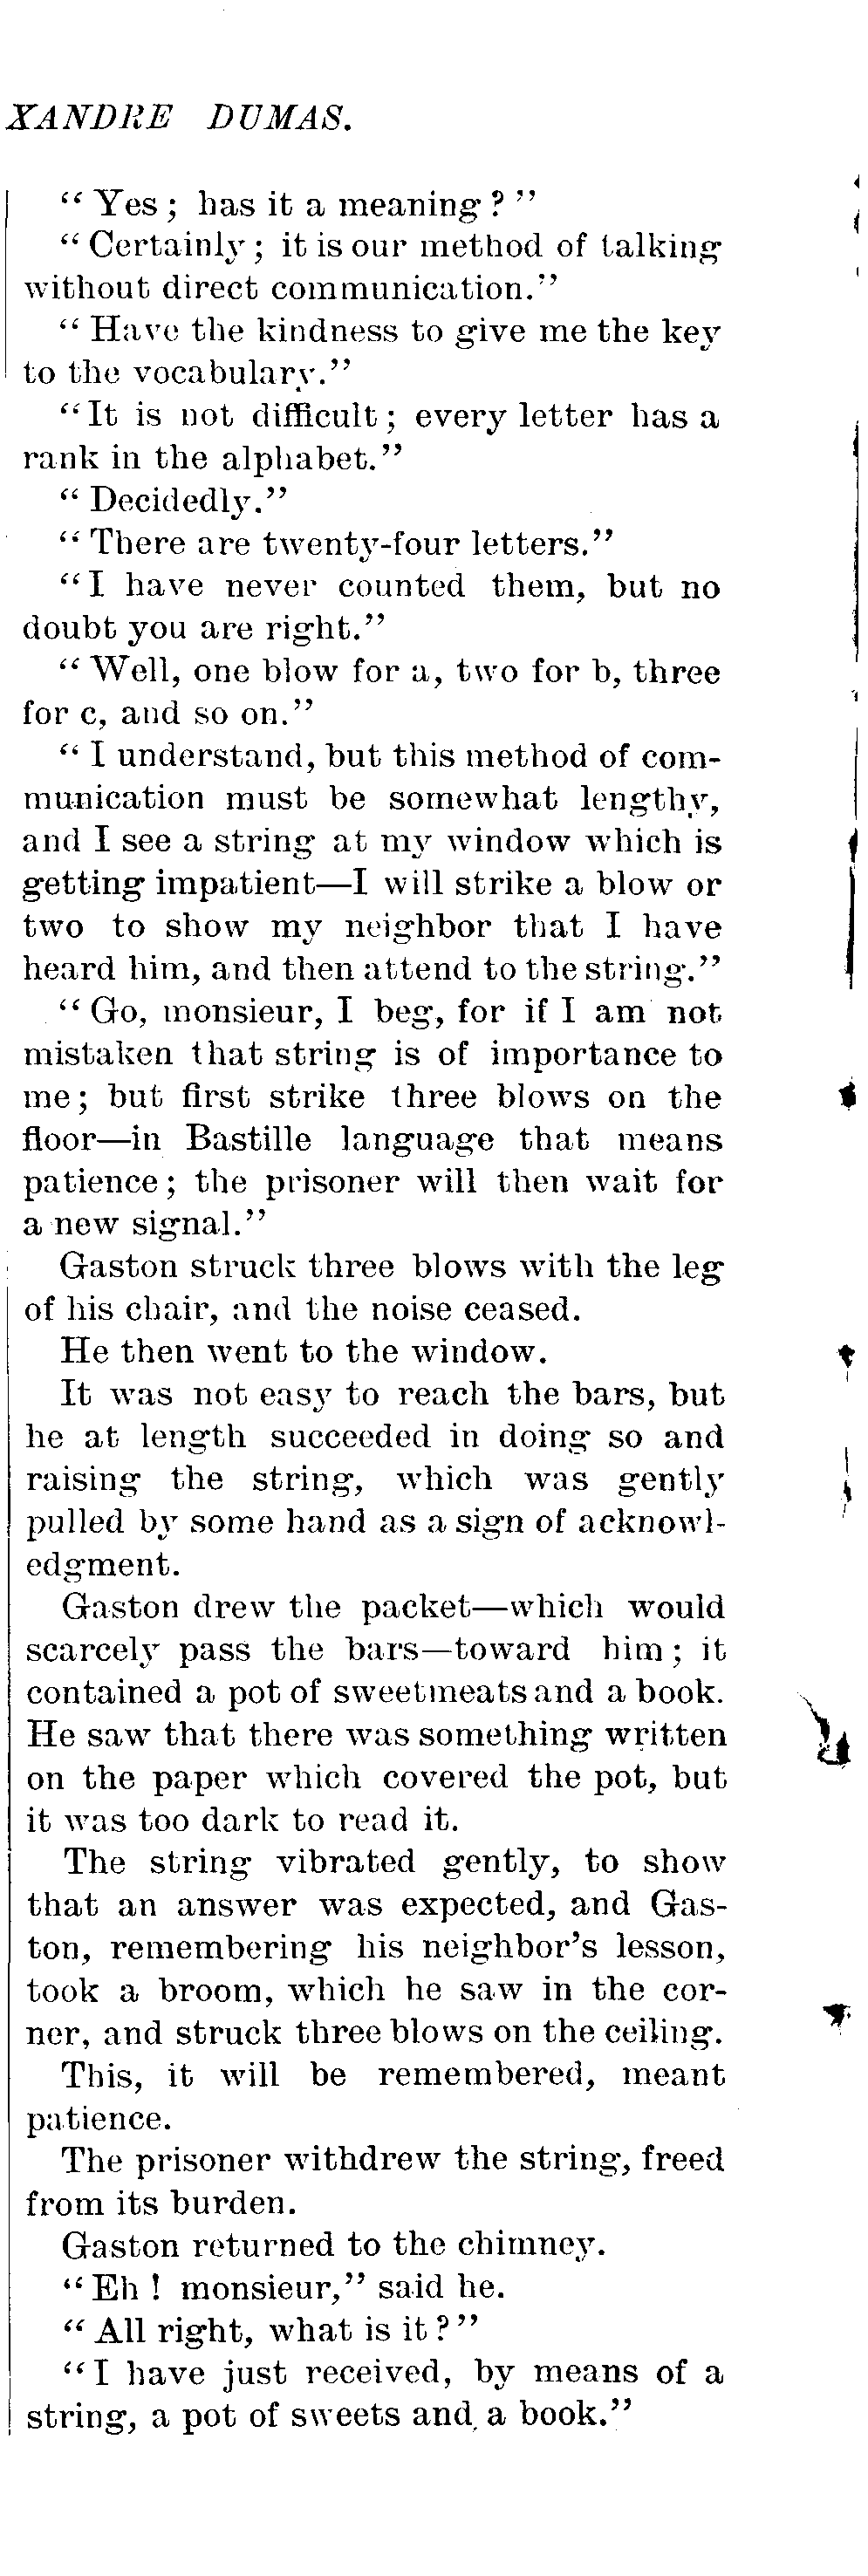 XANDRE DUMAS.
“ Yes ; has it a meaning ? ”
“ Certainly ; it is our method of talking
without direct communication.”
“ Have the kindness to give me the key
to the vocabulary.”
“It is not difficult ; every letter has a
rank in the alphabet.”
“ Decidedly.”
“ There are twenty-four letters.”
“I have never counted them, but no
doubt you are right.”
“ Well, one blow for a, two for b, three
for c, and so on.”
“ I understand, but this method of com-
munication must be somewhat lengthy,
and I see a string at my window which is
getting impatient—I will strike a blow or
two to show my neighbor that I have
heard him, and then attend to the string.”
“ Go, monsieur, I beg, for if I am not
mistaken that string is of importance to
me ; but first strike three blows on the
floor—in Bastille language that means
patience ; the prisoner will then wait for
a new signal.”
Gaston struck three blows with the leg
of his chair, and the noise ceased.
He then went to the window.
It was not easy to reach the bars, but
he at length succeeded in doing so and
raising the string, which was gently
pulled by some hand as a sign of acknowl-
edgment.
Gaston drew the packet—which would
scarcely pass the bars—toward him ; it
contained a pot of sweetmeats and a book.
He saw that there was something written
on the paper which covered the pot, but
it was too dark to read it.
The string vibrated gently, to show
that an answer was expected, and Gas-
ton, remembering his neighbor’s lesson,
took a broom, which he saw in the cor-
ner, and struck three blows on the ceiling.
This, it will be remembered, meant
patience.
The prisoner withdrew the string, freed
from its burden.
Gaston returned to the chimney.
“ Eh ! monsieur,” said he.
“ All right, what is it ? ”
“I have just received, by means of a
string, a pot of sweets and a book.”